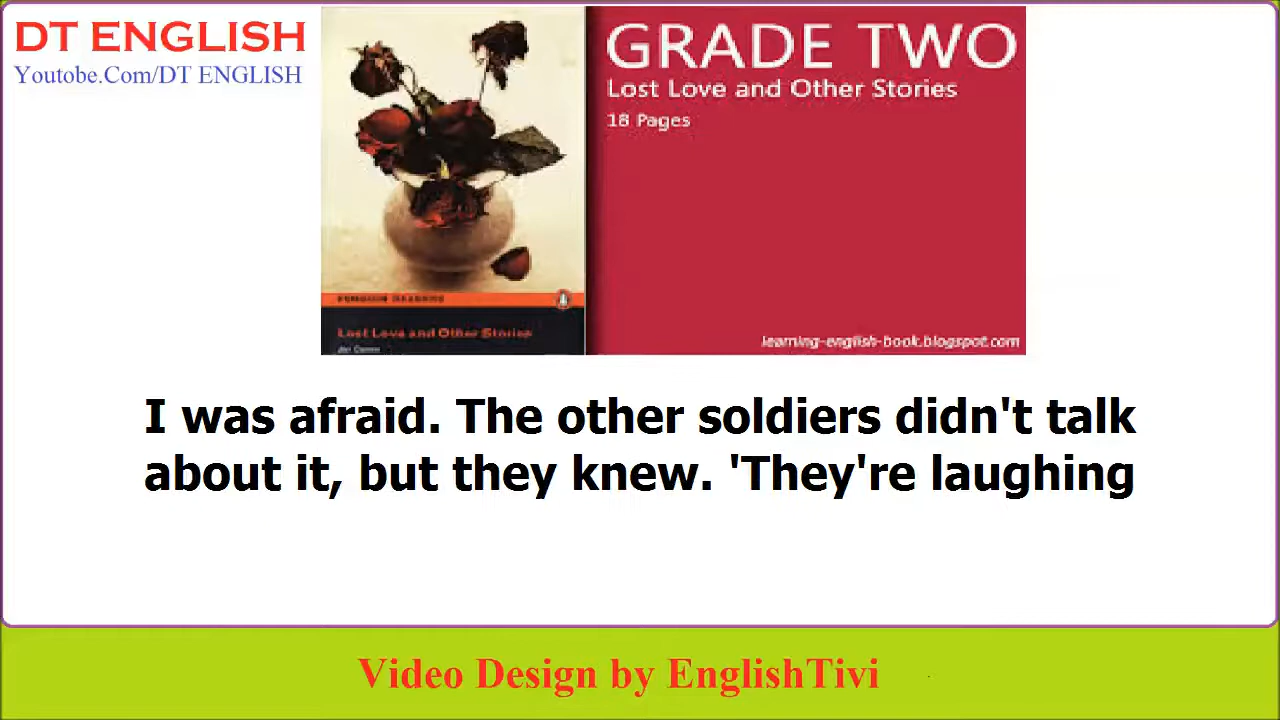 DT ENGLISH
Youtobe.Com/DT ENGLISH
GRADE TWO
Lost Love and Other Stories
18 Pages
PENGUIN READERS
Lost Love and Other Stories
learning-english-book.blogspot.com
I was afraid. The other soldiers didn't talk
about it, but they knew. 'They're laughing
Video Design by EnglishTivi